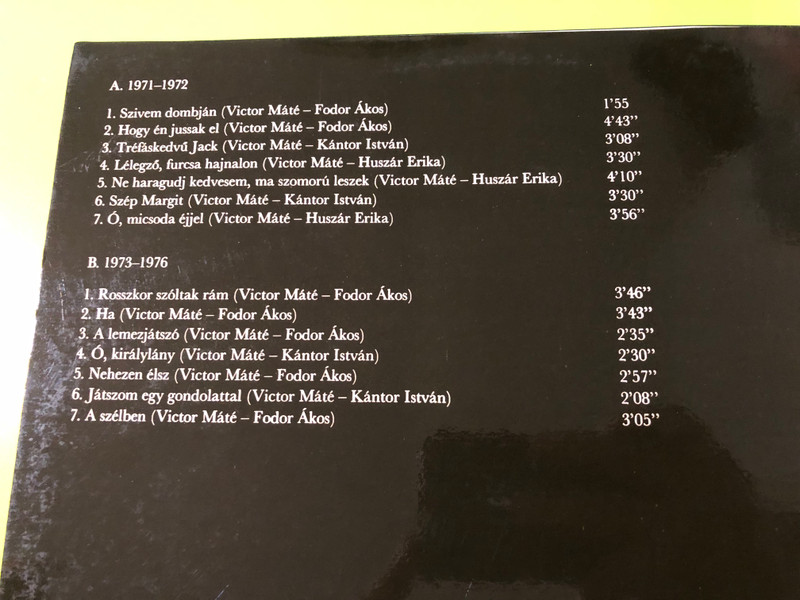 A. 1971–1972
1. Szivem dombján (Victor Máté – Fodor Ákos) 1’55
2. Hogy én jussak el (Victor Máté – Fodor Ákos) 4’43’’
3. Tréfáskedvű Jack (Victor Máté – Kántor István) 3’08’’
4. Lélegző, furcsa hajnalon (Victor Máté – Huszár Erika) 3’30’’
5. Ne haragudj kedvesem, ma szomorú leszek (Victor Máté – Huszár Erika) 4’10’’
6. Szép Margit (Victor Máté – Kántor István) 3’30’’
7. Ó, micsoda éjjel (Victor Máté – Huszár Erika) 3’56’’
B. 1973–1976
1. Rosszkor szóltak rám (Victor Máté – Fodor Ákos) 3’46’’
2. Ha (Victor Máté – Fodor Ákos) 3’43’’
3. A lemezjátszó (Victor Máté – Fodor Ákos) 2’35’’
4. Ó, királylány (Victor Máté – Kántor István) 2’30’’
5. Nehezen élsz (Victor Máté – Fodor Ákos) 2’57’’
6. Játszom egy gondolattal (Victor Máté – Kántor István) 2’08’’
7. A szélben (Victor Máté – Fodor Ákos) 3’05’’